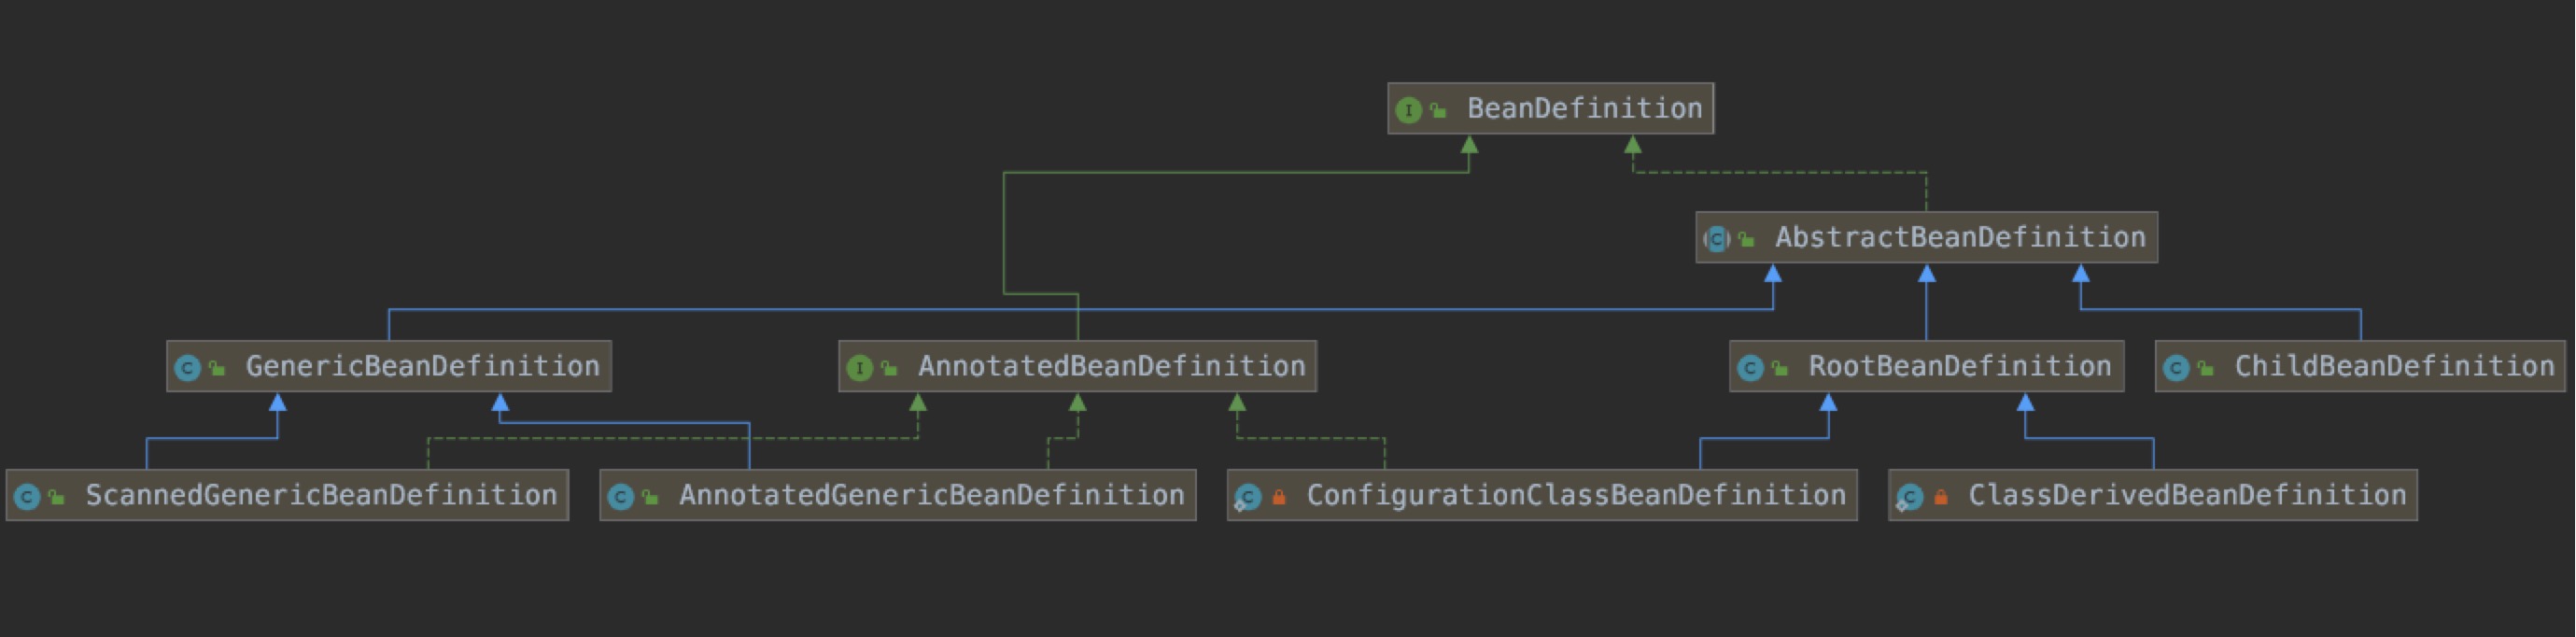 BeanDefinition
AbstractBeanDefinition
GenericBeanDefinition
AnnotatedBeanDefinition
RootBeanDefinition
ChildBeanDefinition
ScannedGenericBeanDefinition
AnnotatedGenericBeanDefinition
ConfigurationClassBeanDefinition
ClassDerivedBeanDefinition